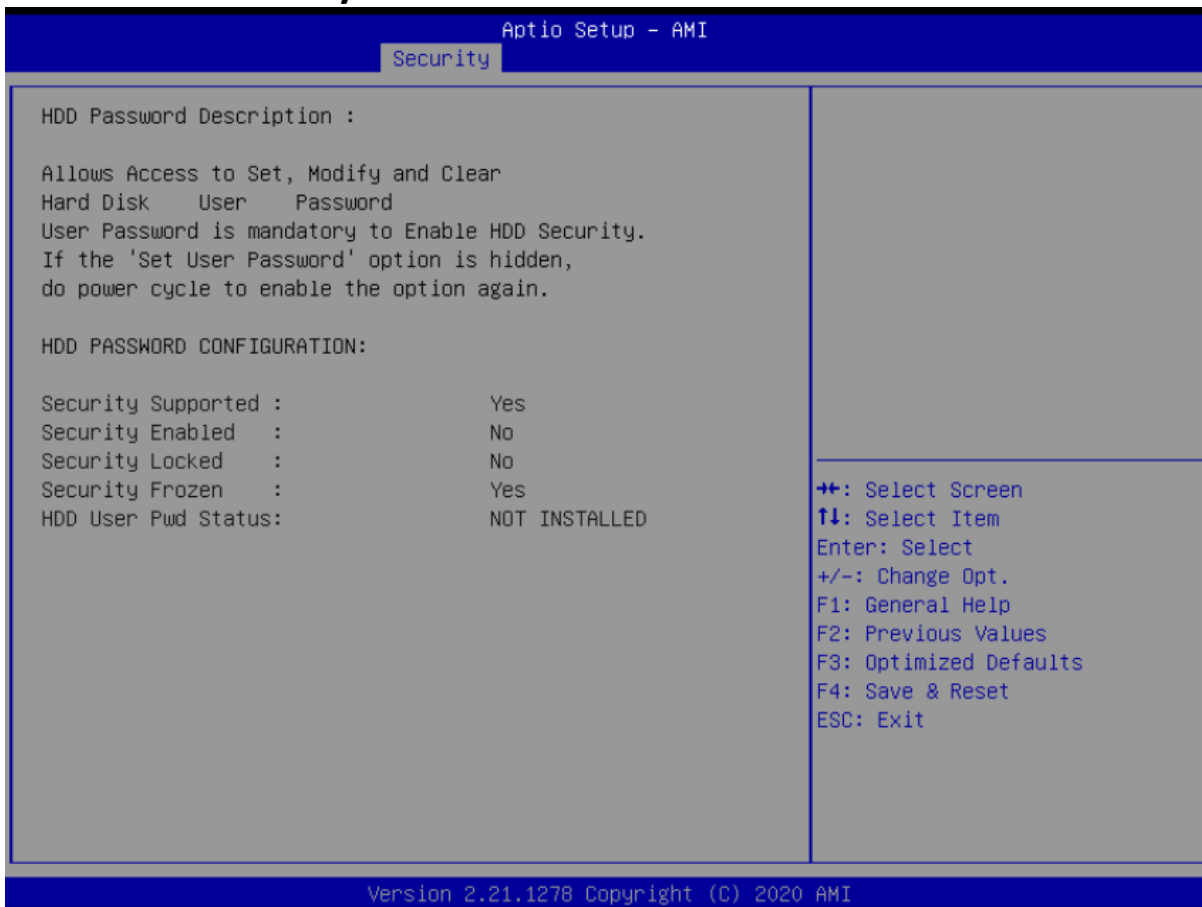 Aptio Setup – AMI
Security
HDD Password Description :
Allows Access to Set, Modify and Clear
Hard Disk User Password
User Password is mandatory to Enable HDD Security.
If the 'Set User Password' option is hidden,
do power cycle to enable the option again.
HDD PASSWORD CONFIGURATION:
Security Supported : Yes
Security Enabled : No
Security Locked : No
Security Frozen : Yes
HDD User Pwd Status: NOT INSTALLED
→←: Select Screen
↑↓: Select Item
Enter: Select
+/-: Change Opt.
F1: General Help
F2: Previous Values
F3: Optimized Defaults
F4: Save & Reset
ESC: Exit
Version 2.21.1278 Copyright (C) 2020 AMI